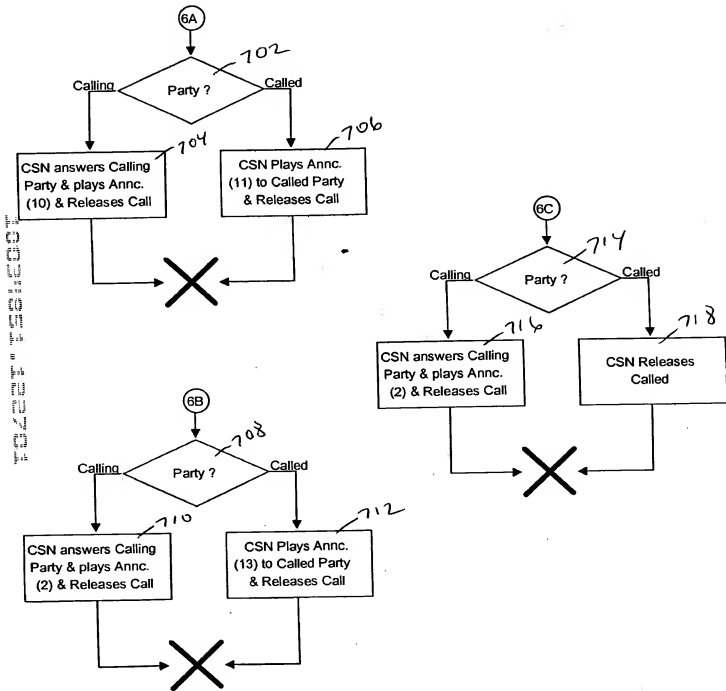 6A
702
Calling
Party ?
Called
704
706
CSN answers Calling
Party & plays Annc.
(10) & Releases Call
CSN Plays Annc.
(11) to Called Party
& Releases Call
6C
714
Calling
Party ?
Called
716
718
CSN answers Calling
Party & plays Annc.
(2) & Releases Call
CSN Releases
Called
6B
708
Calling
Party ?
Called
710
712
CSN answers Calling
Party & plays Annc.
(2) & Releases Call
CSN Plays Annc.
(13) to Called Party
& Releases Call